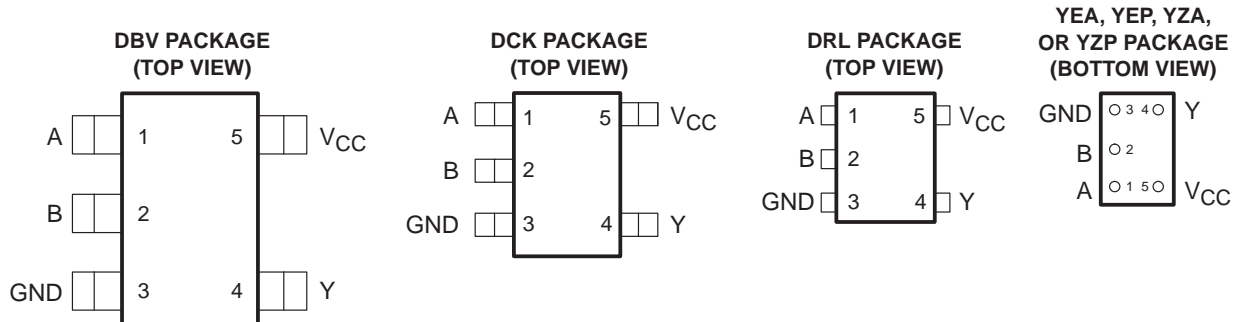 DBV PACKAGE
(TOP VIEW)
A 1 5 VCC
B 2
GND 3 4 Y
DCK PACKAGE
(TOP VIEW)
A 1 5 VCC
B 2
GND 3 4 Y
DRL PACKAGE
(TOP VIEW)
A 1 5 VCC
B 2
GND 3 4 Y
YEA, YEP, YZA,
OR YZP PACKAGE
(BOTTOM VIEW)
GND 3 4 Y
B 2
A 1 5 VCC